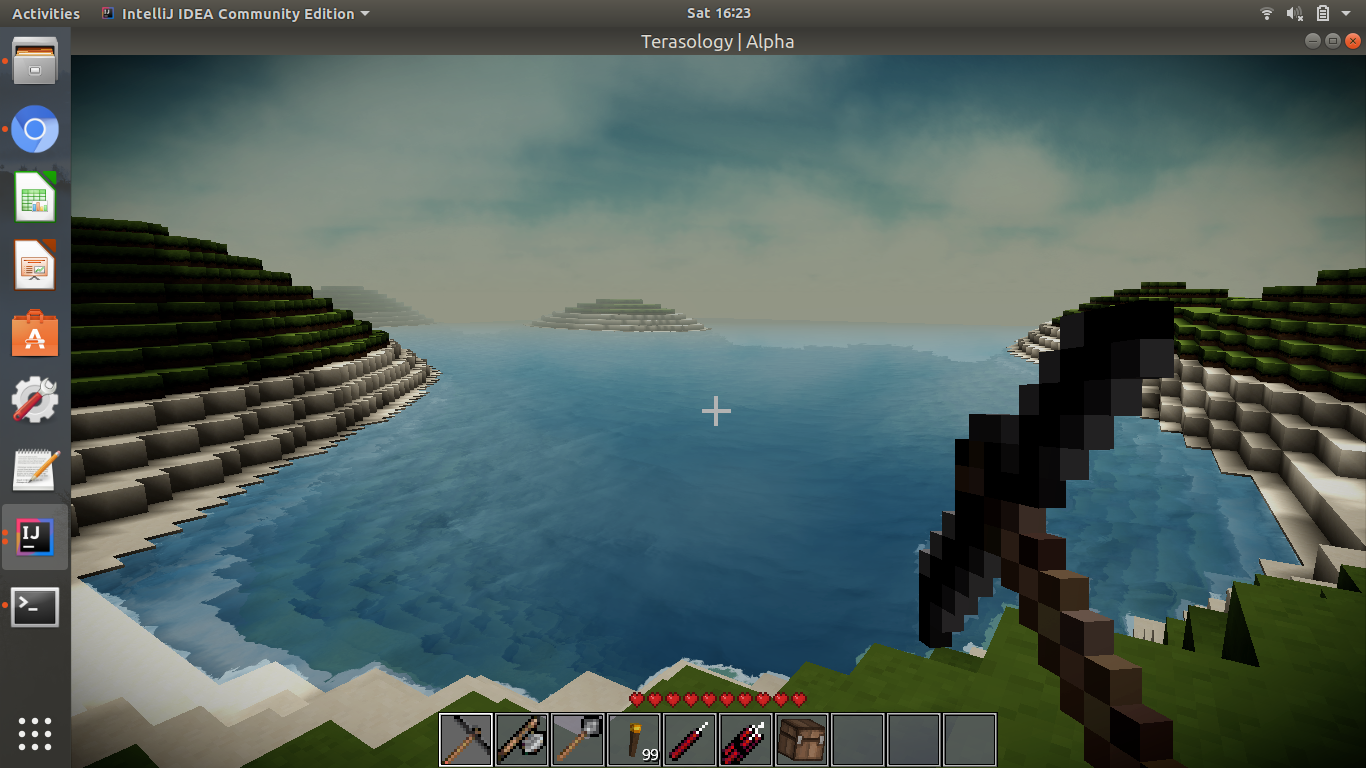 Activities
IntelliJ IDEA Community Edition
Sat 16:23
Terasology | Alpha
IJ
99